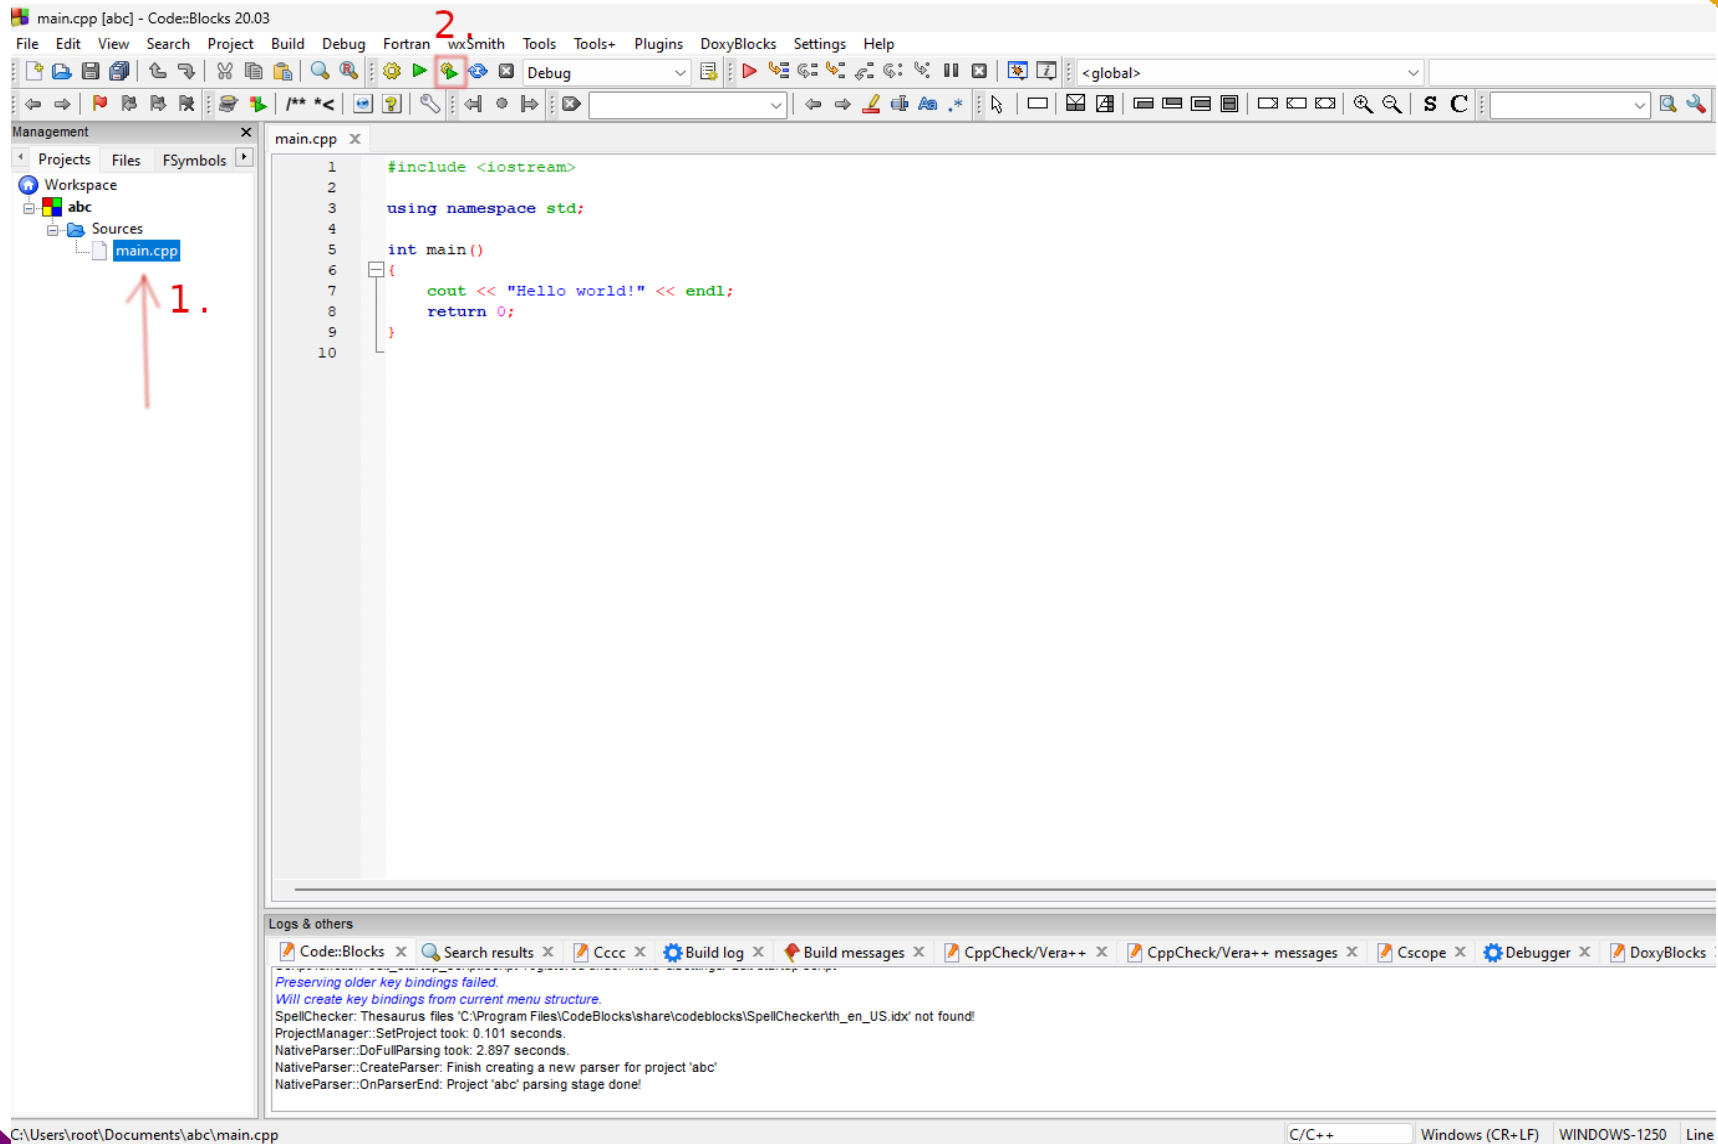 main.cpp [abc] - Code::Blocks 20.03
2.
File Edit View Search Project Build Debug Fortran wxSmith Tools Tools+ Plugins DoxyBlocks Settings Help
Debug
<global>
/** *<
Aa .*
S C
Management
main.cpp
Projects Files FSymbols
Workspace
abc
Sources
main.cpp
1.
1 #include <iostream>
2
3 using namespace std;
4
5 int main()
6 {
7 cout << "Hello world!" << endl;
8 return 0;
9 }
10
Logs & others
Code::Blocks Search results Cccc Build log Build messages CppCheck/Vera++ CppCheck/Vera++ messages Cscope Debugger DoxyBlocks
Preserving older key bindings failed.
Will create key bindings from current menu structure.
SpellChecker: Thesaurus files 'C:\Program Files\CodeBlocks\share\codeblocks\SpellChecker\th_en_US.idx' not found!
ProjectManager::SetProject took: 0.101 seconds.
NativeParser::DoFullParsing took: 2.897 seconds.
NativeParser::CreateParser: Finish creating a new parser for project 'abc'
NativeParser::OnParserEnd: Project 'abc' parsing stage done!
C:\Users\root\Documents\abc\main.cpp
C/C++ Windows (CR+LF) WINDOWS-1250 Line